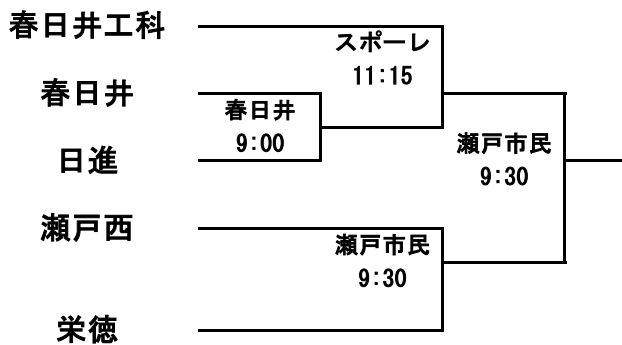 春日井工科
スポーレ
11:15
春日井
春日井
9:00
日進
瀬戸市民
9:30
瀬戸西
瀬戸市民
9:30
栄徳